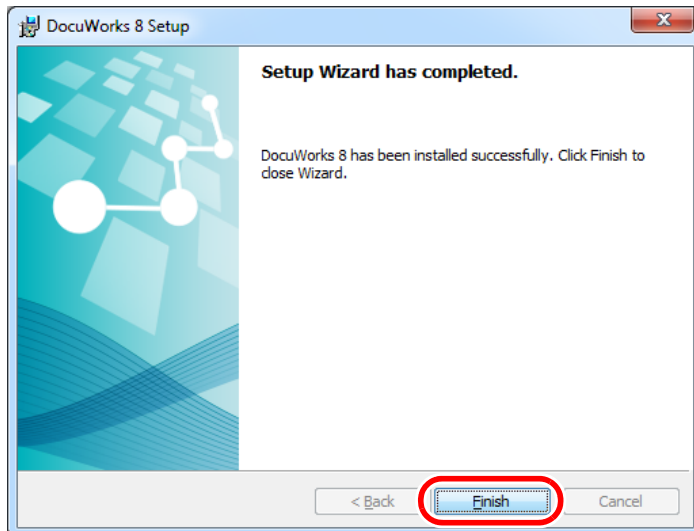 DocuWorks 8 Setup
Setup Wizard has completed.
DocuWorks 8 has been installed successfully. Click Finish to
close Wizard.
< Back
Finish
Cancel